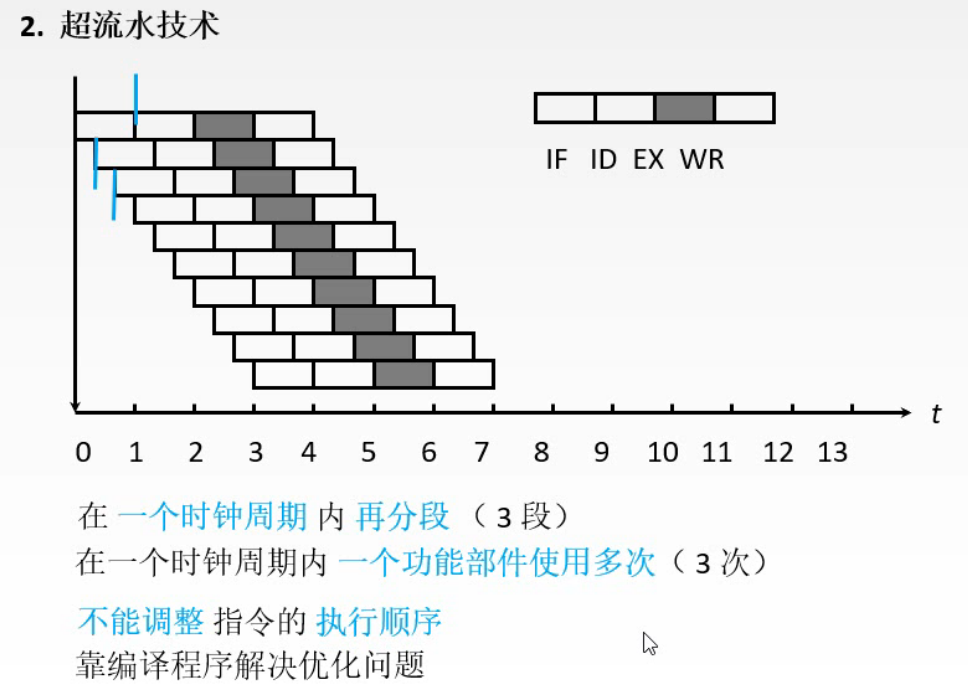 2. 超流水技术
IF ID EX WR
t
0 1 2 3 4 5 6 7 8 9 10 11 12 13
在 一个时钟周期 内 再分段 （ 3 段）
在一个时钟周期内 一个功能部件使用多次（ 3 次）
不能调整 指令的 执行顺序
靠编译程序解决优化问题